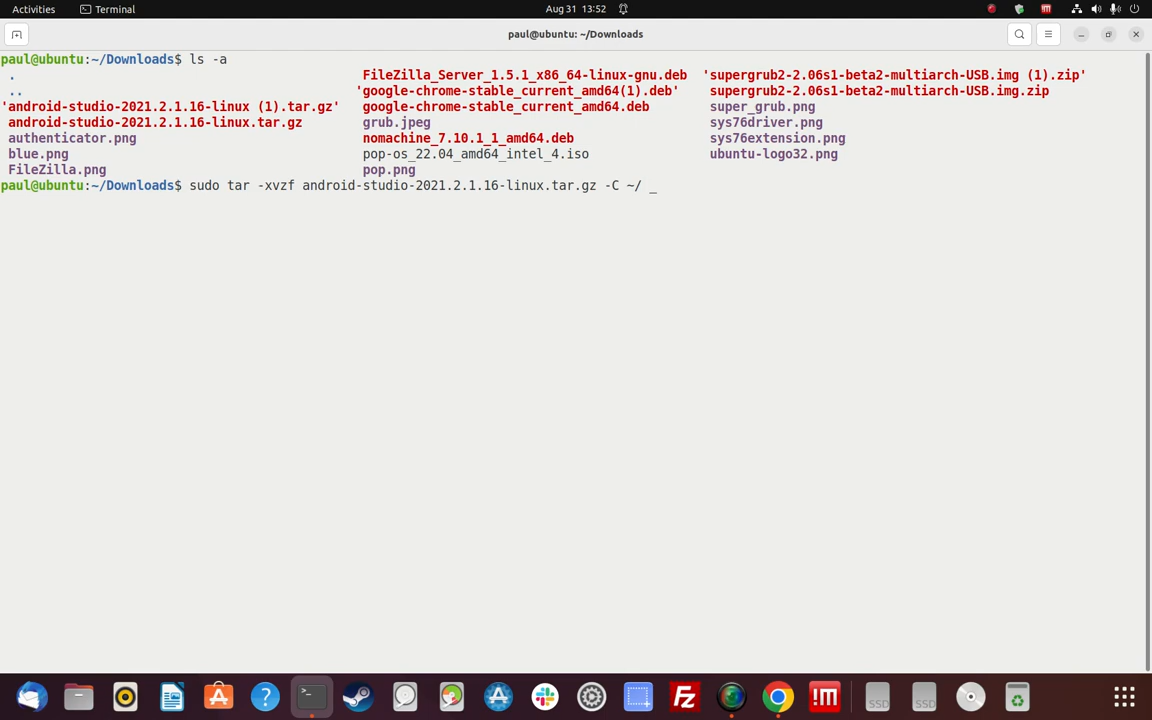 Activities Terminal Aug 31 13:52
paul@ubuntu: ~/Downloads
paul@ubuntu:~/Downloads$ ls -a
. FileZilla_Server_1.5.1_x86_64-linux-gnu.deb 'supergrub2-2.06s1-beta2-multiarch-USB.img (1).zip'
.. 'google-chrome-stable_current_amd64(1).deb' supergrub2-2.06s1-beta2-multiarch-USB.img.zip
'android-studio-2021.2.1.16-linux (1).tar.gz' google-chrome-stable_current_amd64.deb super_grub.png
android-studio-2021.2.1.16-linux.tar.gz grub.jpeg sys76driver.png
authenticator.png nomachine_7.10.1_1_amd64.deb sys76extension.png
blue.png pop-os_22.04_amd64_intel_4.iso ubuntu-logo32.png
FileZilla.png pop.png
paul@ubuntu:~/Downloads$ sudo tar -xvzf android-studio-2021.2.1.16-linux.tar.gz -C ~/ _
>_ ? A Fz !M SSD SSD